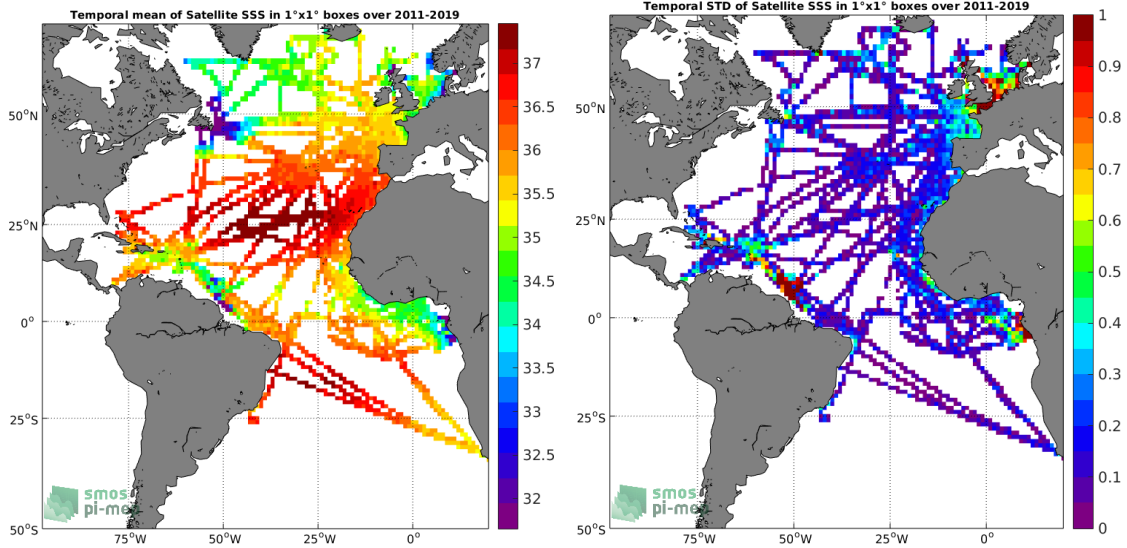 Temporal mean of Satellite SSS in 1°x1° boxes over 2011-2019
50°N
25°N
0°
25°S
50°S
75°W
50°W
25°W
0°
37
36.5
36
35.5
35
34.5
34
33.5
33
32.5
32
smos
pi-mep
Temporal STD of Satellite SSS in 1°x1° boxes over 2011-2019
50°N
25°N
0°
25°S
50°S
75°W
50°W
25°W
0°
1
0.9
0.8
0.7
0.6
0.5
0.4
0.3
0.2
0.1
0
smos
pi-mep